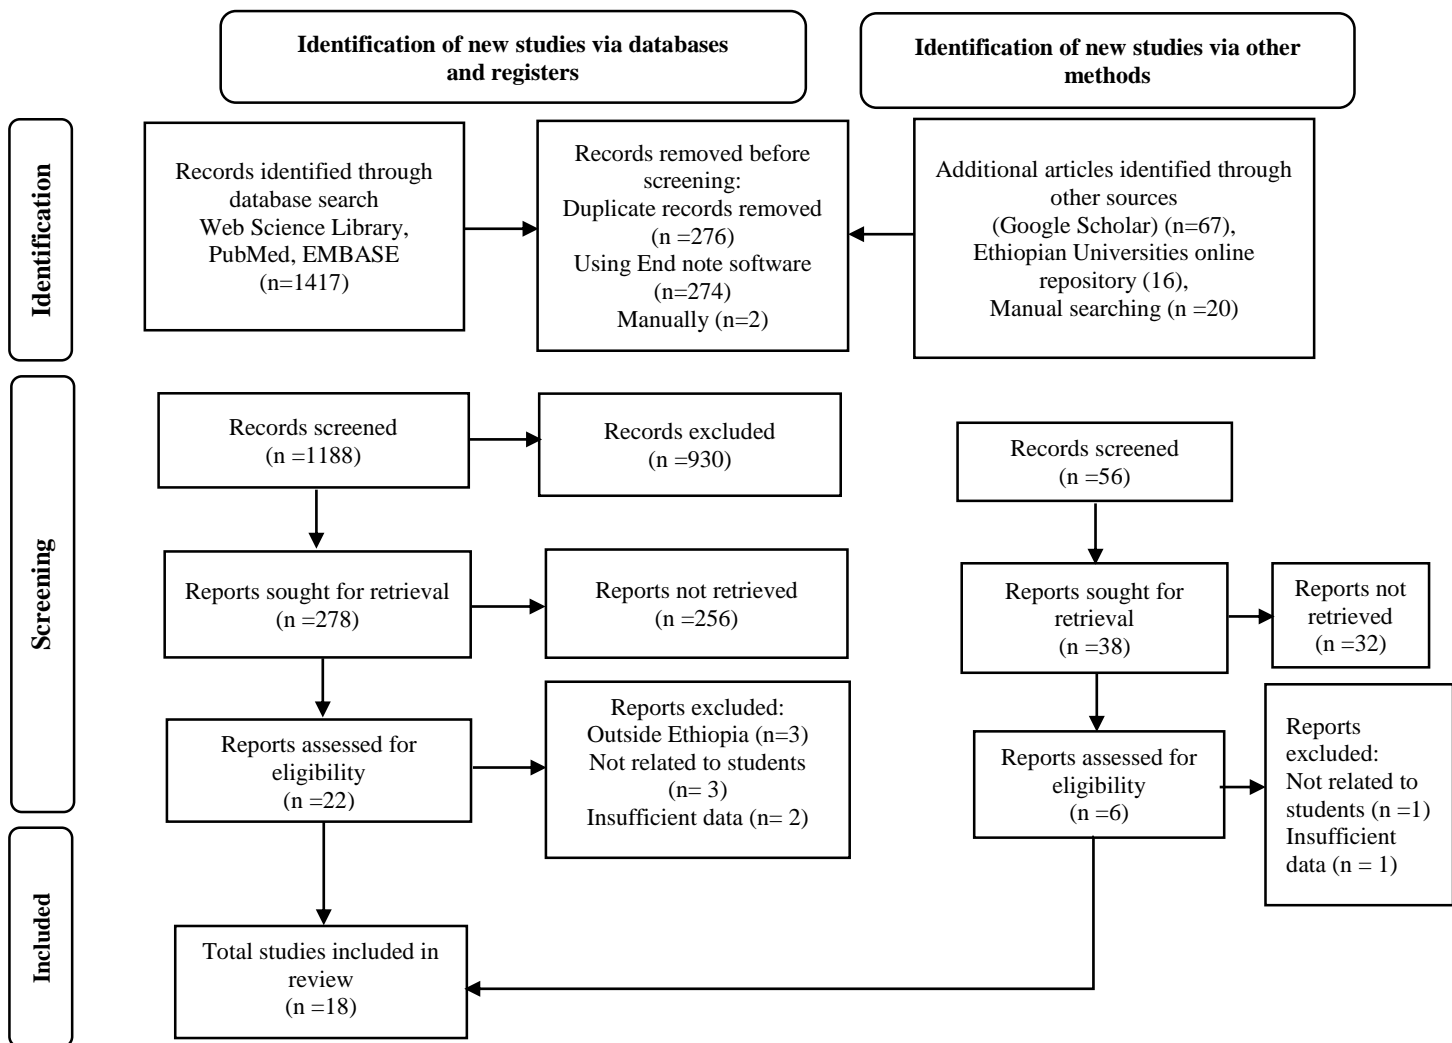 Identification of new studies via databases
and registers
Identification of new studies via other
methods
Identification
Records identified through
database search
Web Science Library,
PubMed, EMBASE
(n=1417)
Records removed before
screening:
Duplicate records removed
(n =276)
Using End note software
(n=274)
Manually (n=2)
Additional articles identified through
other sources
(Google Scholar) (n=67),
Ethiopian Universities online
repository (16),
Manual searching (n =20)
Screening
Records screened
(n =1188)
Records excluded
(n =930)
Records screened
(n =56)
Reports sought for retrieval
(n =278)
Reports not retrieved
(n =256)
Reports sought for
retrieval
(n =38)
Reports not
retrieved
(n =32)
Reports assessed for
eligibility
(n =22)
Reports excluded:
Outside Ethiopia (n=3)
Not related to students
(n= 3)
Insufficient data (n= 2)
Reports assessed for
eligibility
(n =6)
Reports
excluded:
Not related to
students (n =1)
Insufficient
data (n = 1)
Included
Total studies included in
review
(n =18)